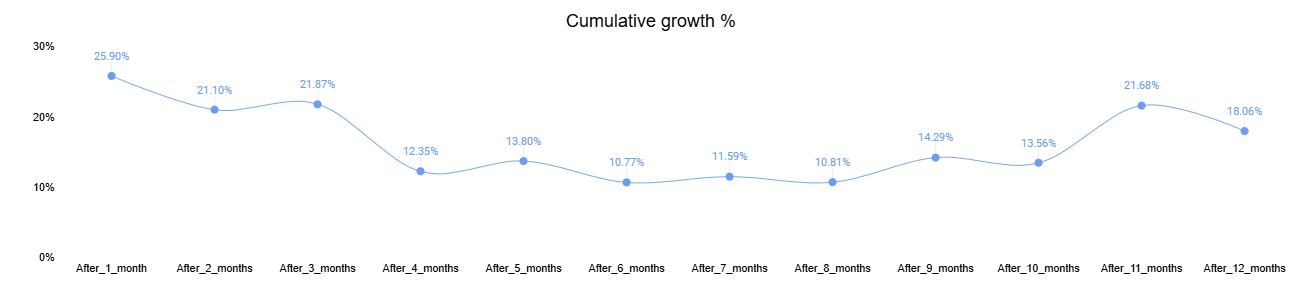 Cumulative growth %
30%
20%
10%
0%
25.90%
21.10%
21.87%
12.35%
13.80%
10.77%
11.59%
10.81%
14.29%
13.56%
21.68%
18.06%
After_1_month
After_2_months
After_3_months
After_4_months
After_5_months
After_6_months
After_7_months
After_8_months
After_9_months
After_10_months
After_11_months
After_12_months